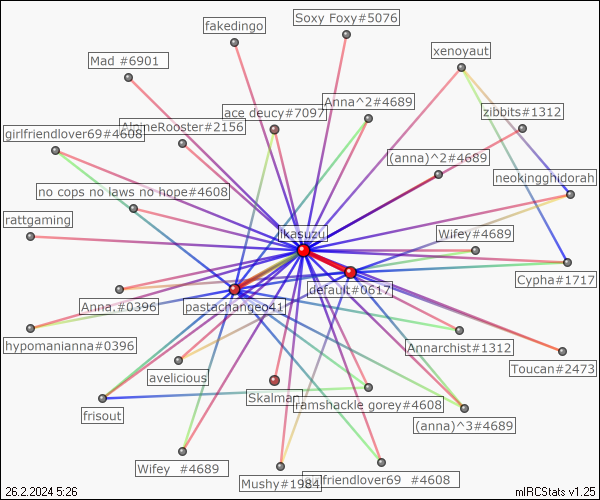 Soxy Foxy#5076
fakedingo
xenoyaut
Mad #6901
Anna^2#4689
zibbits#1312
ace deucy#7097
AlpineRooster#2156
girlfriendlover69#4608
(anna)^2#4689
neokingghidorah
no cops no laws no hope#4608
rattgaming
ikasuzu
Wifey#4689
Cypha#1717
default#0617
Anna.#0396
pastachangeo41
hypomanianna#0396
Annarchist#1312
Toucan#2473
avelicious
Skalman
ramshackle gorey#4608
frisout
(anna)^3#4689
Wifey  #4689
Mushy#1984
girlfriendlover69  #4608
26.2.2024 5:26
mIRCStats v1.25